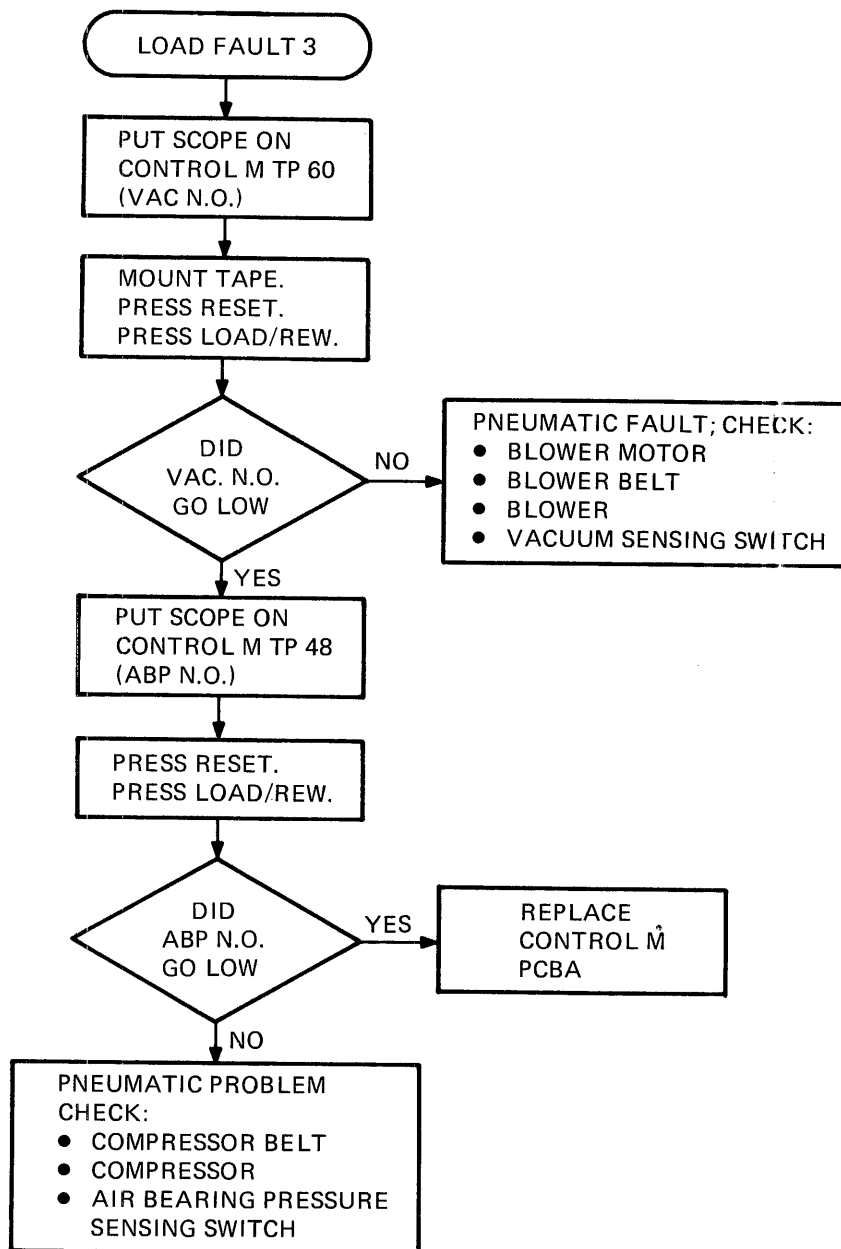 LOAD FAULT 3
PUT SCOPE ON
CONTROL M TP 60
(VAC N.O.)
MOUNT TAPE.
PRESS RESET.
PRESS LOAD/REW.
DID
VAC. N.O.
GO LOW
NO
PNEUMATIC FAULT; CHECK:
● BLOWER MOTOR
● BLOWER BELT
● BLOWER
● VACUUM SENSING SWITCH
YES
PUT SCOPE ON
CONTROL M TP 48
(ABP N.O.)
PRESS RESET.
PRESS LOAD/REW.
DID
ABP N.O.
GO LOW
YES
REPLACE
CONTROL M
PCBA
NO
PNEUMATIC PROBLEM
CHECK:
● COMPRESSOR BELT
● COMPRESSOR
● AIR BEARING PRESSURE
SENSING SWITCH